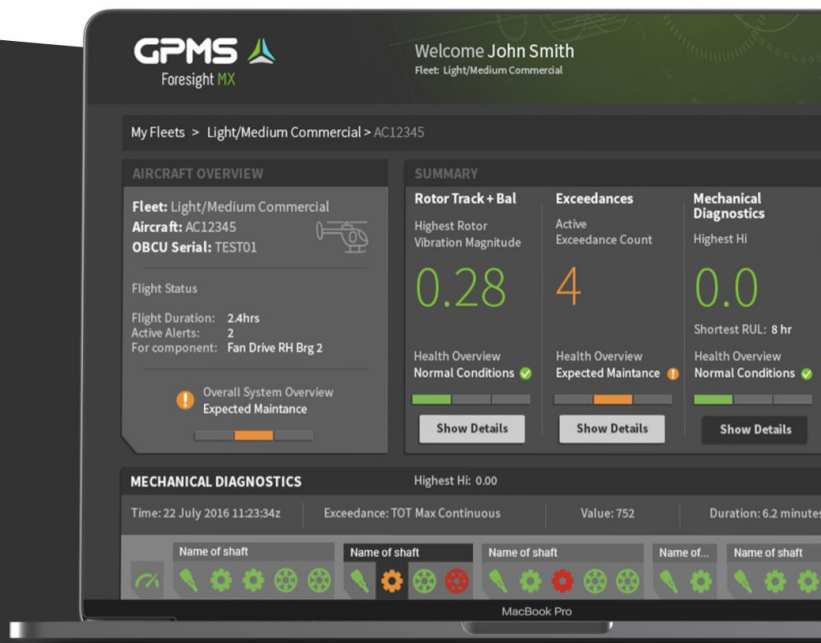 GPMS
Foresight MX
Welcome John Smith
Fleet: Light/Medium Commercial
My Fleets > Light/Medium Commercial > AC12345
AIRCRAFT OVERVIEW
Fleet: Light/Medium Commercial
Aircraft: AC12345
OBCU Serial: TEST01
Flight Status
Flight Duration: 2.4hrs
Active Alerts: 2
For component: Fan Drive RH Brg 2
Overall System Overview
Expected Maintance
SUMMARY
Rotor Track + Bal
Highest Rotor
Vibration Magnitude
0.28
Health Overview
Normal Conditions
Show Details
Exceedances
Active
Exceedance Count
4
Health Overview
Expected Maintance
Show Details
Mechanical
Diagnostics
Highest Hi
0.0
Shortest RUL: 8 hr
Health Overview
Normal Conditions
Show Details
MECHANICAL DIAGNOSTICS
Highest Hi: 0.00
Time: 22 July 2016 11:23:34z
Exceedance: TOT Max Continuous
Value: 752
Duration: 6.2 minutes
Name of shaft
Name of shaft
Name of shaft
Name of...
Name of shaft
MacBook Pro